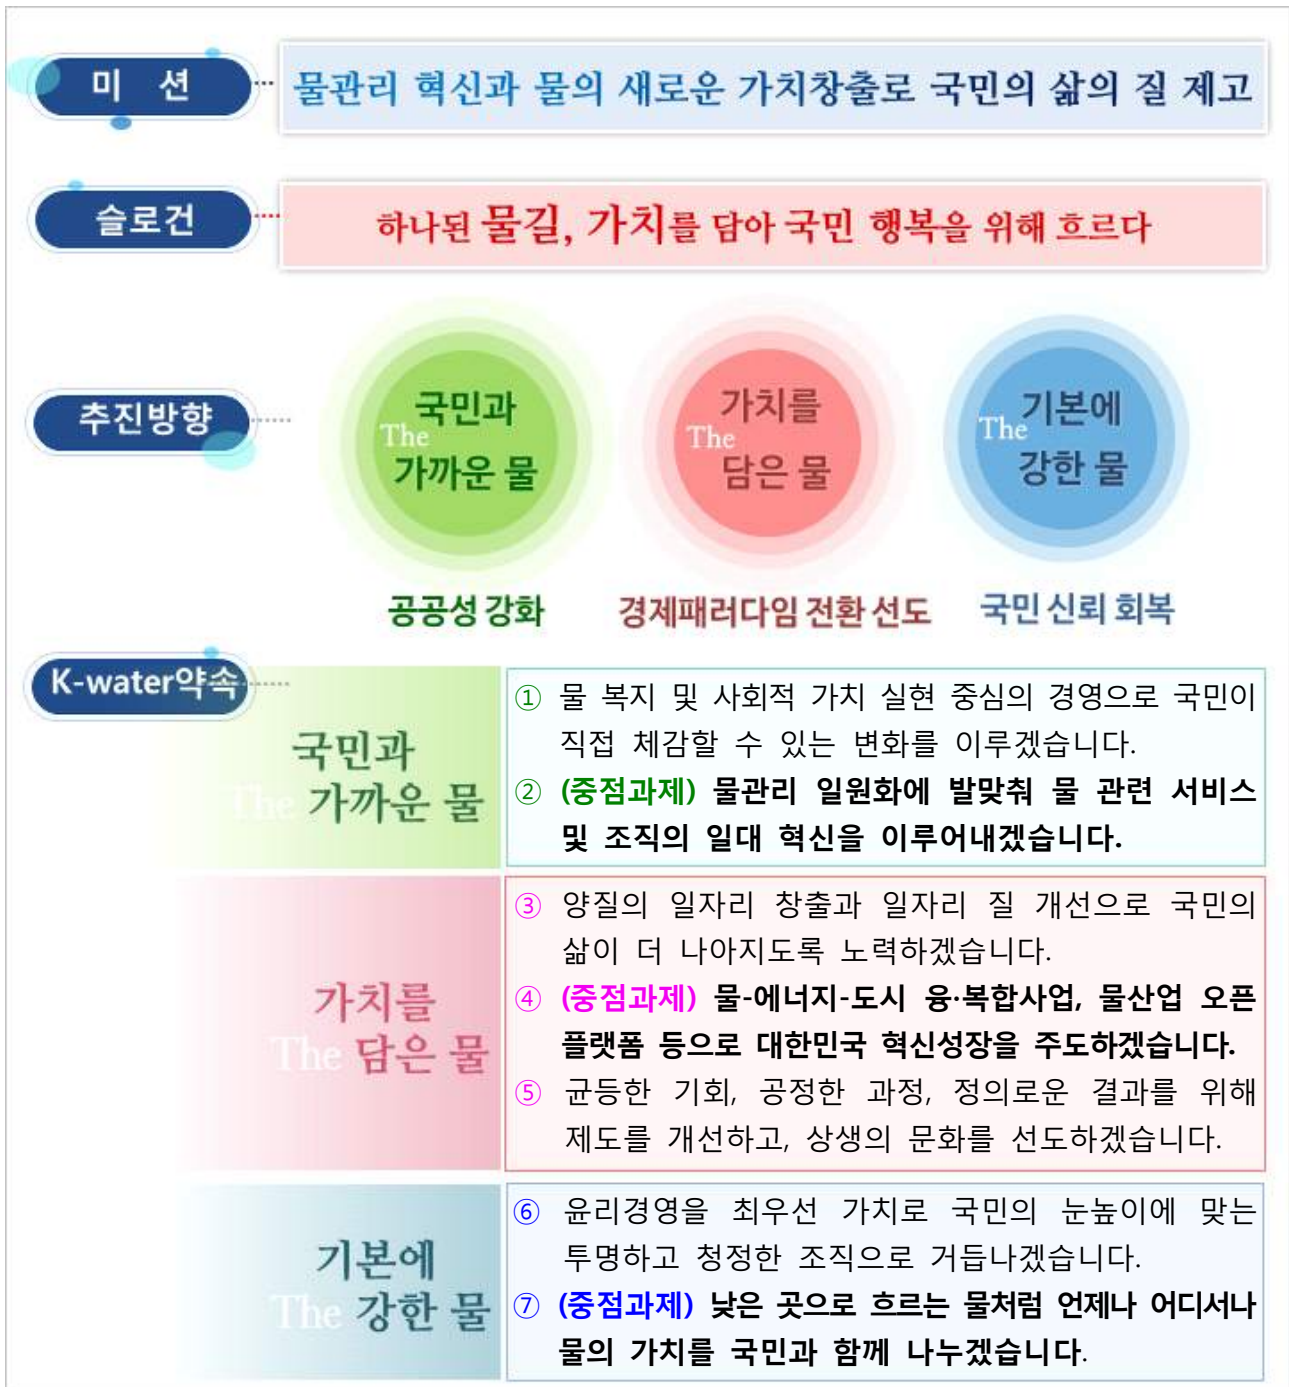 미 션
물관리 혁신과 물의 새로운 가치창출로 국민의 삶의 질 제고
슬로건
하나된 물길, 가치를 담아 국민 행복을 위해 흐르다
추진방향
국민과
The 가까운 물
가치를
The 담은 물
기본에
The 강한 물
공공성 강화
경제패러다임 전환 선도
국민 신뢰 회복
K-water약속
국민과
The 가까운 물
① 물 복지 및 사회적 가치 실현 중심의 경영으로 국민이
직접 체감할 수 있는 변화를 이루겠습니다.
② (중점과제) 물관리 일원화에 발맞춰 물 관련 서비스
및 조직의 일대 혁신을 이루어내겠습니다.
가치를
The 담은 물
③ 양질의 일자리 창출과 일자리 질 개선으로 국민의
삶이 더 나아지도록 노력하겠습니다.
④ (중점과제) 물-에너지-도시 융·복합사업, 물산업 오픈
플랫폼 등으로 대한민국 혁신성장을 주도하겠습니다.
⑤ 균등한 기회, 공정한 과정, 정의로운 결과를 위해
제도를 개선하고, 상생의 문화를 선도하겠습니다.
기본에
The 강한 물
⑥ 윤리경영을 최우선 가치로 국민의 눈높이에 맞는
투명하고 청정한 조직으로 거듭나겠습니다.
⑦ (중점과제) 낮은 곳으로 흐르는 물처럼 언제나 어디서나
물의 가치를 국민과 함께 나누겠습니다.